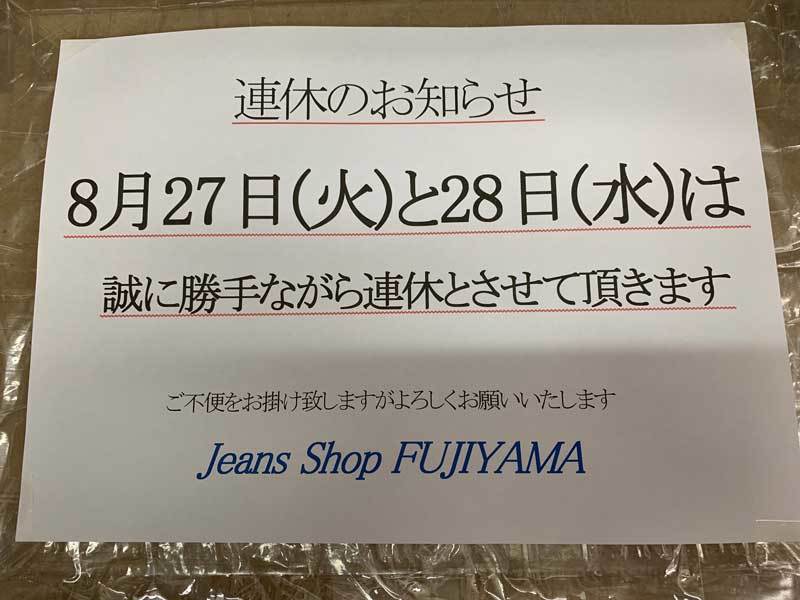 連休のお知らせ
8月27日(火)と28日(水)は
誠に勝手ながら連休とさせて頂きます
ご不便をお掛け致しますがよろしくお願いいたします
Jeans Shop FUJIYAMA